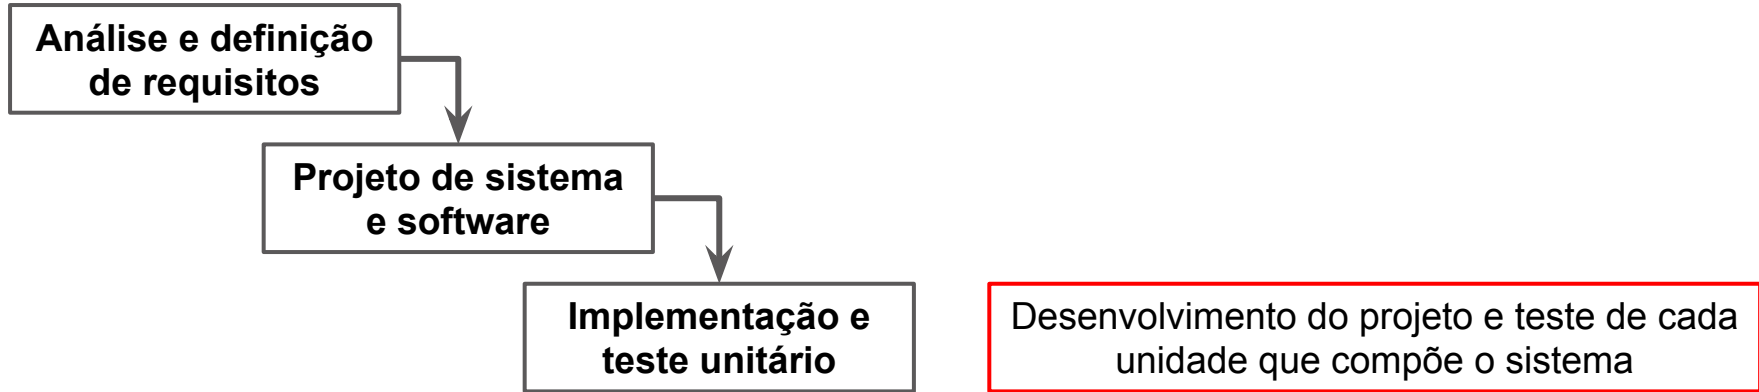 Análise e definição
de requisitos
Projeto de sistema
e software
Implementação e
teste unitário
Desenvolvimento do projeto e teste de cada
unidade que compõe o sistema